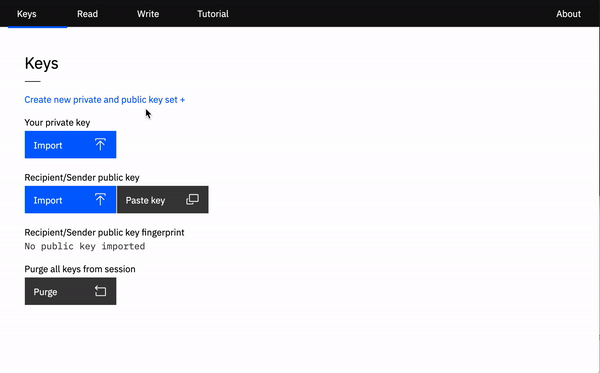 Keys Read Write Tutorial About
Keys
Create new private and public key set +
Your private key
Import
Recipient/Sender public key
Import Paste key
Recipient/Sender public key fingerprint
No public key imported
Purge all keys from session
Purge